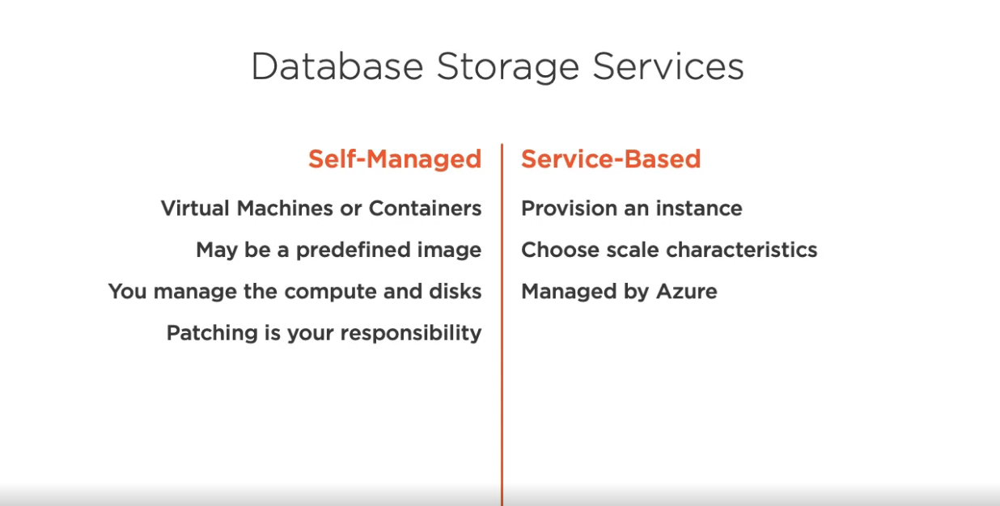 Database Storage Services
Self-Managed
Virtual Machines or Containers
May be a predefined image
You manage the compute and disks
Patching is your responsibility
Service-Based
Provision an instance
Choose scale characteristics
Managed by Azure